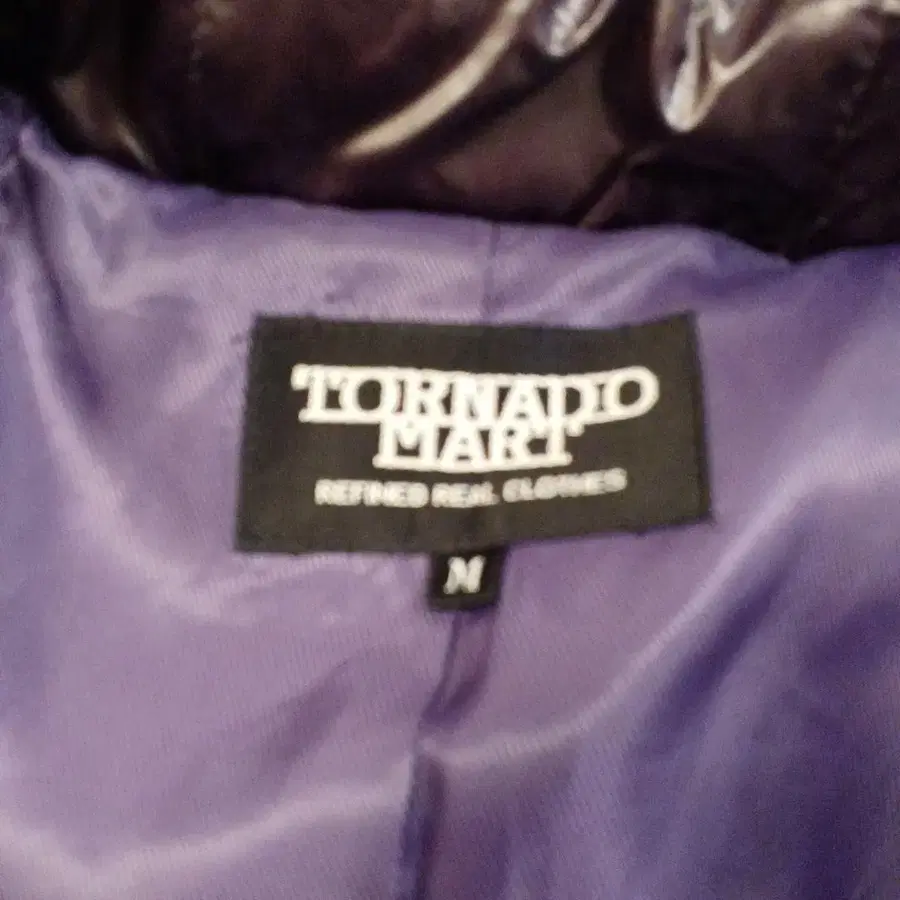 TORNADO
MART
REFINED REAL CLOTHES
M